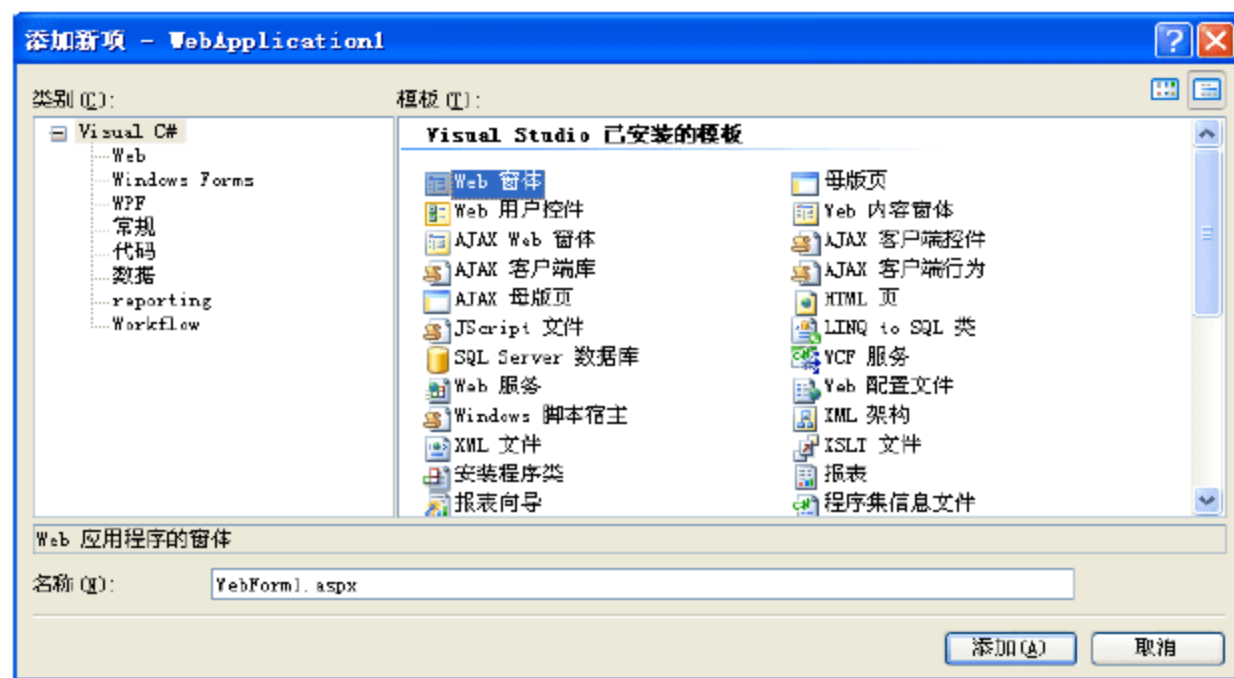 添加新项 - WebApplication1
类别(C):
模板(T):
Visual C#
Web
Windows Forms
WPF
常规
代码
数据
reporting
Workflow
Visual Studio 已安装的模板
Web 窗体
母版页
Web 用户控件
Web 内容窗体
AJAX Web 窗体
AJAX 客户端控件
AJAX 客户端库
AJAX 客户端行为
AJAX 母版页
HTML 页
JScript 文件
LINQ to SQL 类
SQL Server 数据库
WCF 服务
Web 服务
Web 配置文件
Windows 脚本宿主
XML 架构
XML 文件
XSLT 文件
安装程序类
报表
报表向导
程序集信息文件
Web 应用程序的窗体
名称(N):
WebForm1.aspx
添加(A)
取消